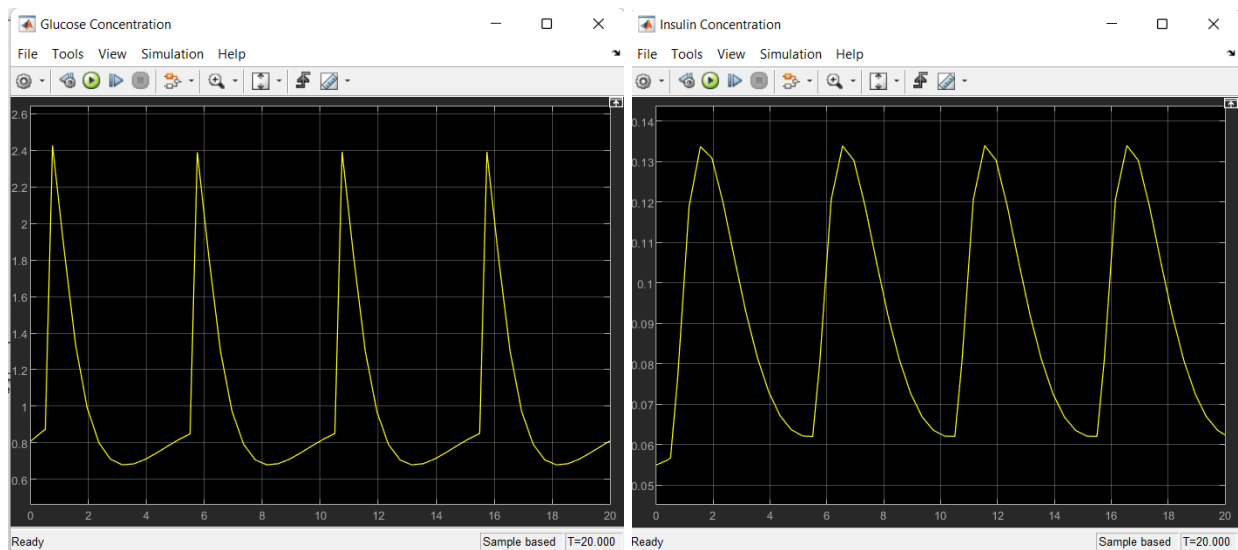 Glucose Concentration
File Tools View Simulation Help
2.6
2.4
2.2
2
1.8
1.6
1.4
1.2
1
0.8
0.6
0 2 4 6 8 10 12 14 16 18 20
Ready Sample based T=20.000
Insulin Concentration
File Tools View Simulation Help
0.14
0.13
0.12
0.11
0.1
0.09
0.08
0.07
0.06
0.05
0 2 4 6 8 10 12 14 16 18 20
Ready Sample based T=20.000